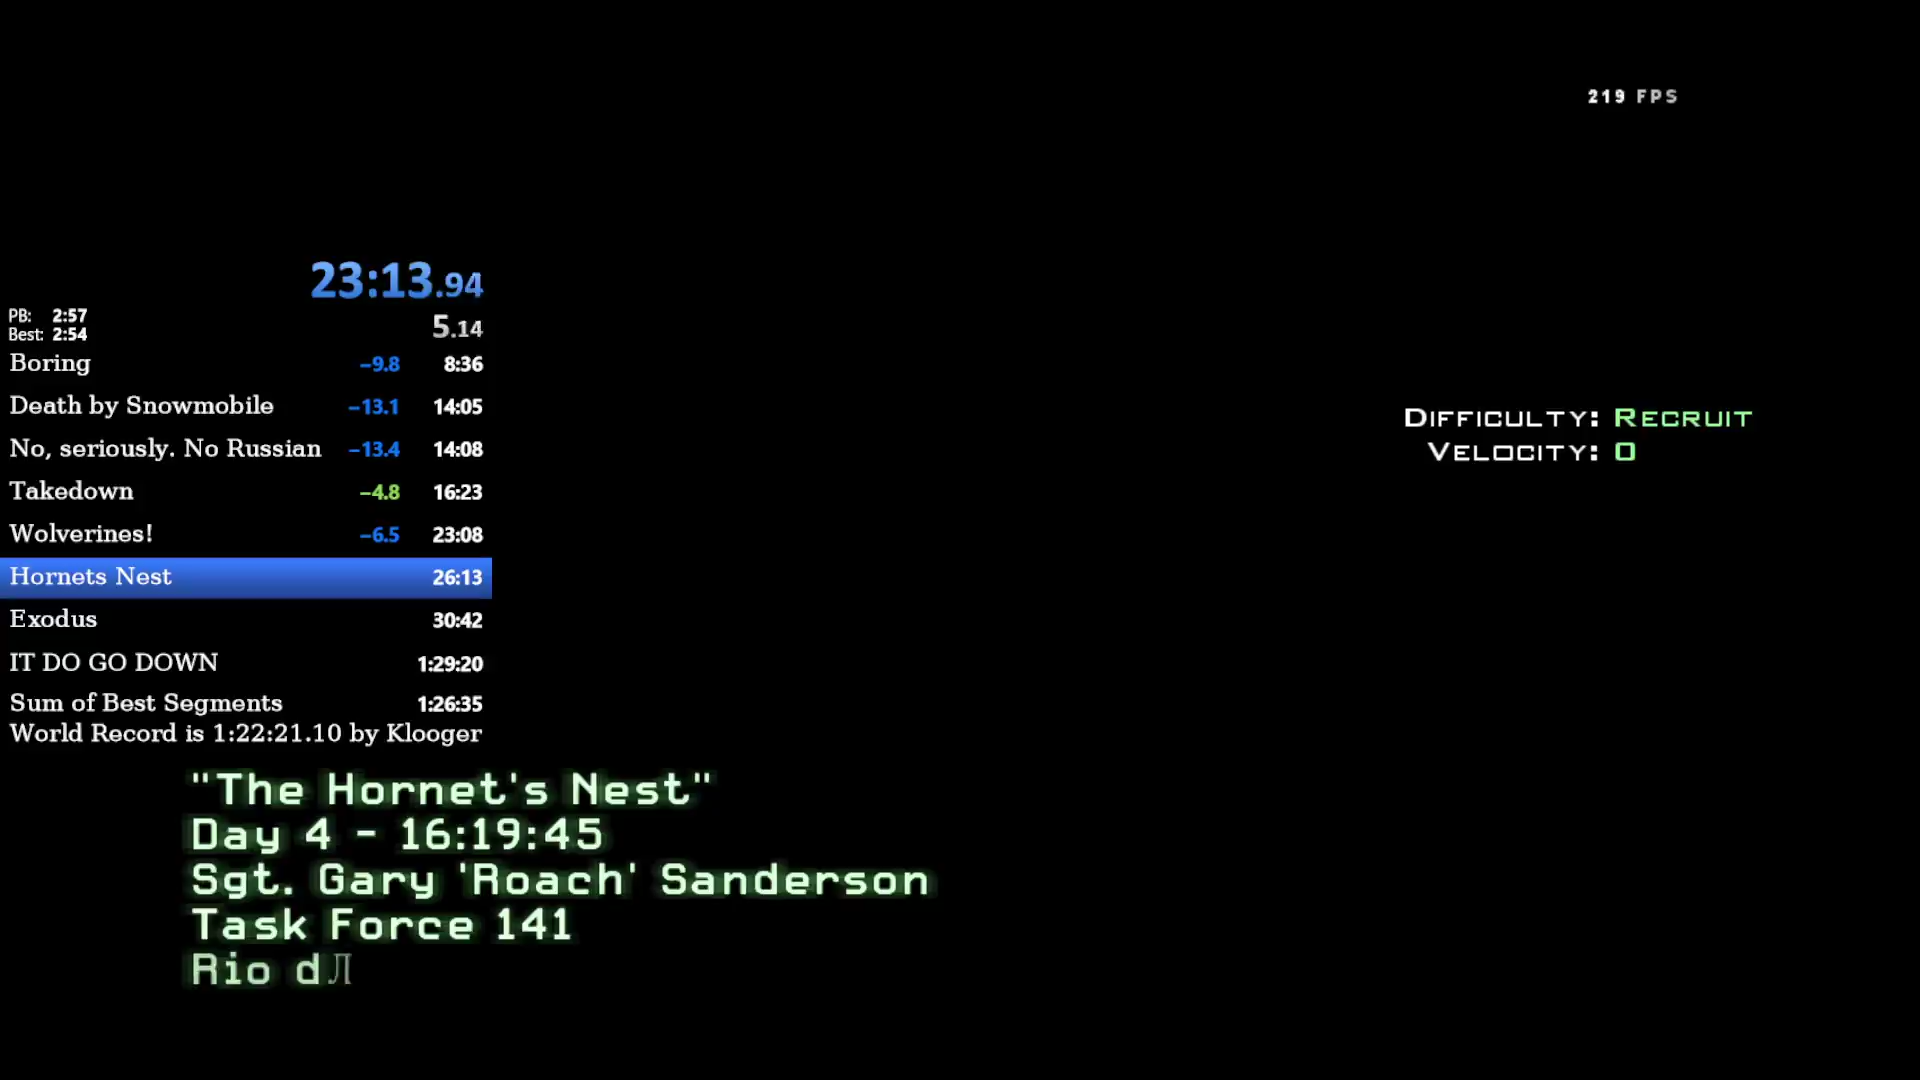 219 FPS
23:13.94
PB: 2:57
Best: 2:54
5.14
Boring −9.8 8:36
Death by Snowmobile −13.1 14:05
No, seriously. No Russian −13.4 14:08
Takedown −4.8 16:23
Wolverines! −6.5 23:08
Hornets Nest 26:13
Exodus 30:42
IT DO GO DOWN 1:29:20
Sum of Best Segments 1:26:35
World Record is 1:22:21.10 by Klooger
Difficulty: Recruit
Velocity: 0
"The Hornet's Nest"
Day 4 - 16:19:45
Sgt. Gary 'Roach' Sanderson
Task Force 141
Rio d